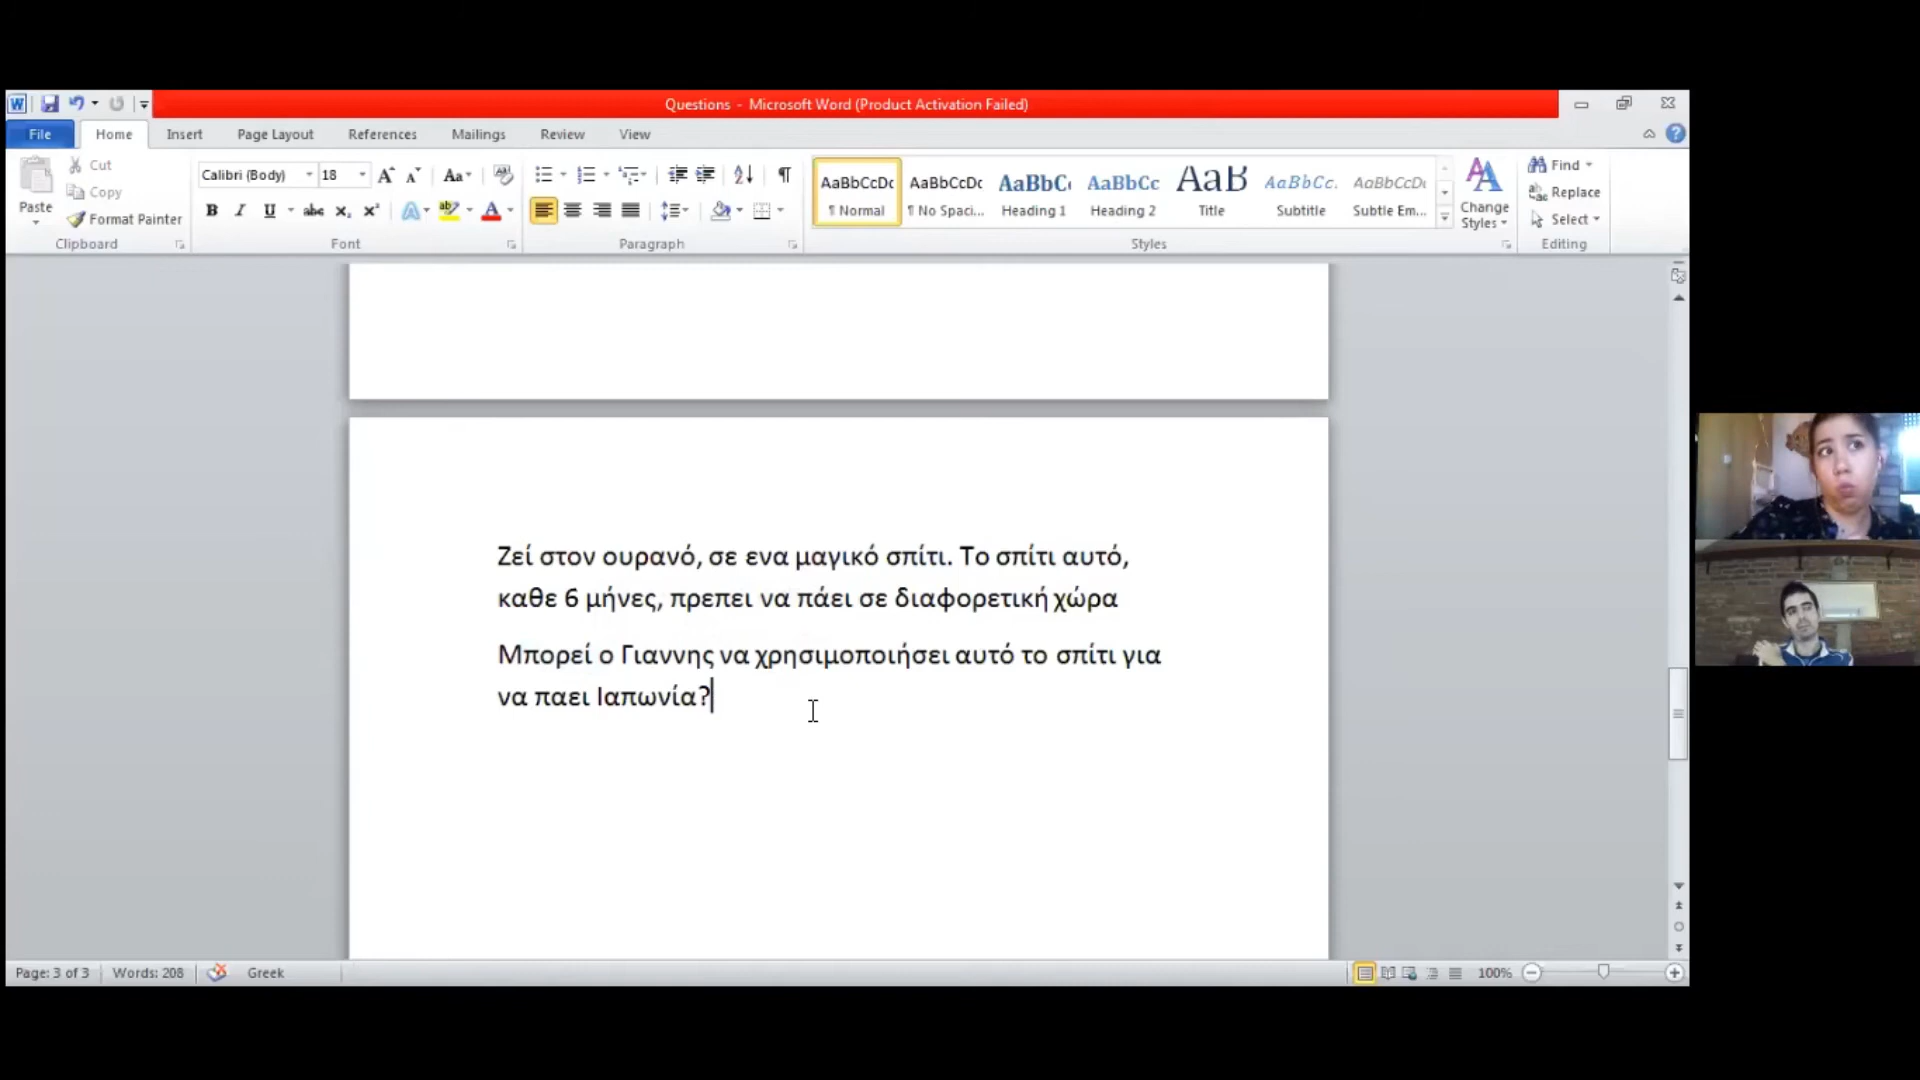 Questions - Microsoft Word (Product Activation Failed)
File Home Insert Page Layout References Mailings Review View
Cut
Copy
Format Painter
Paste
Clipboard
Calibri (Body) 18
Font
Paragraph
AaBbCcDc AaBbCcDc AaBbC AaBbCc AaB AaBbCc. AaBbCcDc
¶ Normal ¶ No Spaci... Heading 1 Heading 2 Title Subtitle Subtle Em...
Styles
Change
Styles
Find
Replace
Select
Editing
Ζεί στον ουρανό, σε ενα μαγικό σπίτι. Το σπίτι αυτό,
καθε 6 μήνες, πρεπει να πάει σε διαφορετική χώρα
Μπορεί ο Γιαννης να χρησιμοποιήσει αυτό το σπίτι για
να παει Ιαπωνία?
Page: 3 of 3 Words: 208 Greek 100%